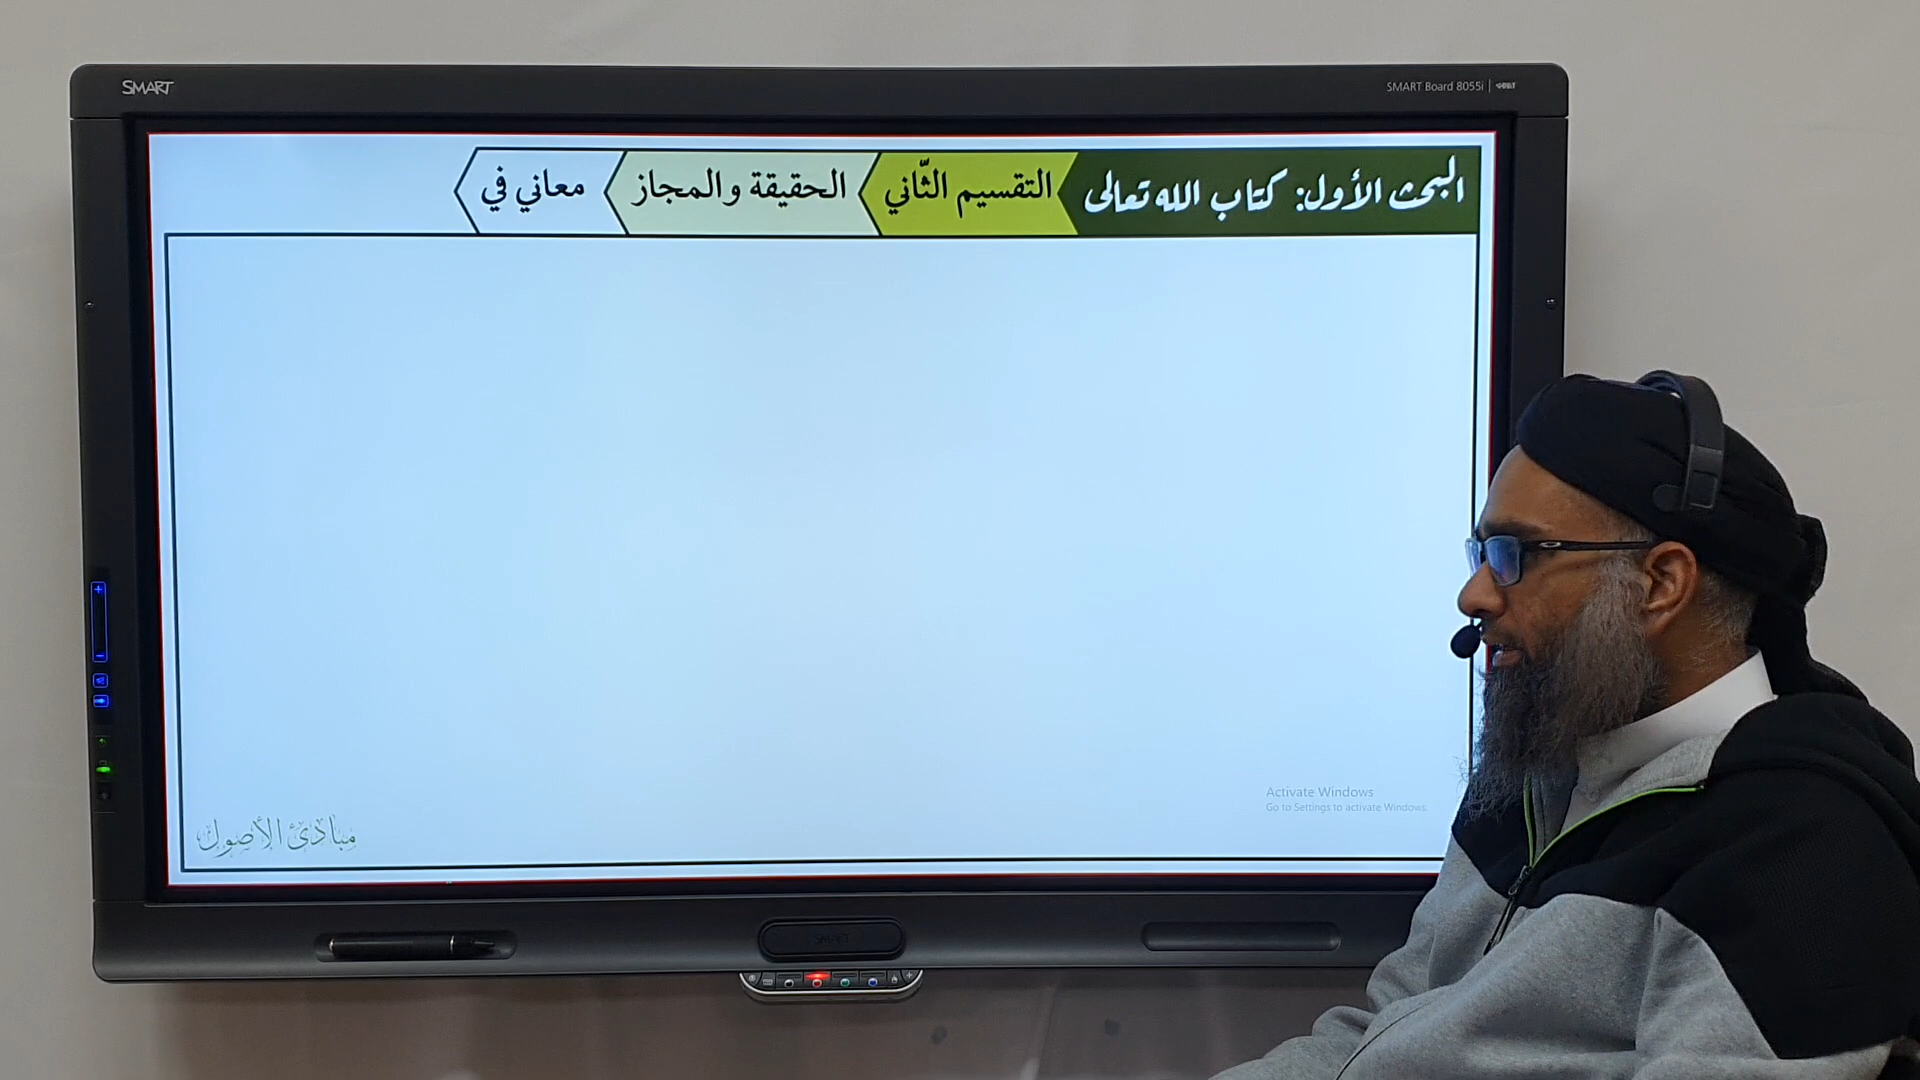 SMART
SMART Board 8055i
البحث الأول: كتاب الله تعالى
التقسيم الثّاني
الحقيقة والمجاز
معاني في
Activate Windows
Go to Settings to activate Windows.
مبادئ الأصول
SMART